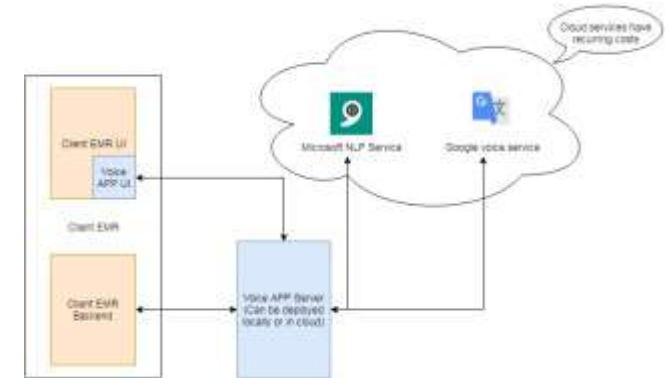 Cloud services have
recurring costs
Microsoft NLP Service
Google voice service
Client EMR UI
Voice
APP UI
Client EMR
Client EMR
Backend
Voice APP Server
(Can be deployed
locally or in cloud)